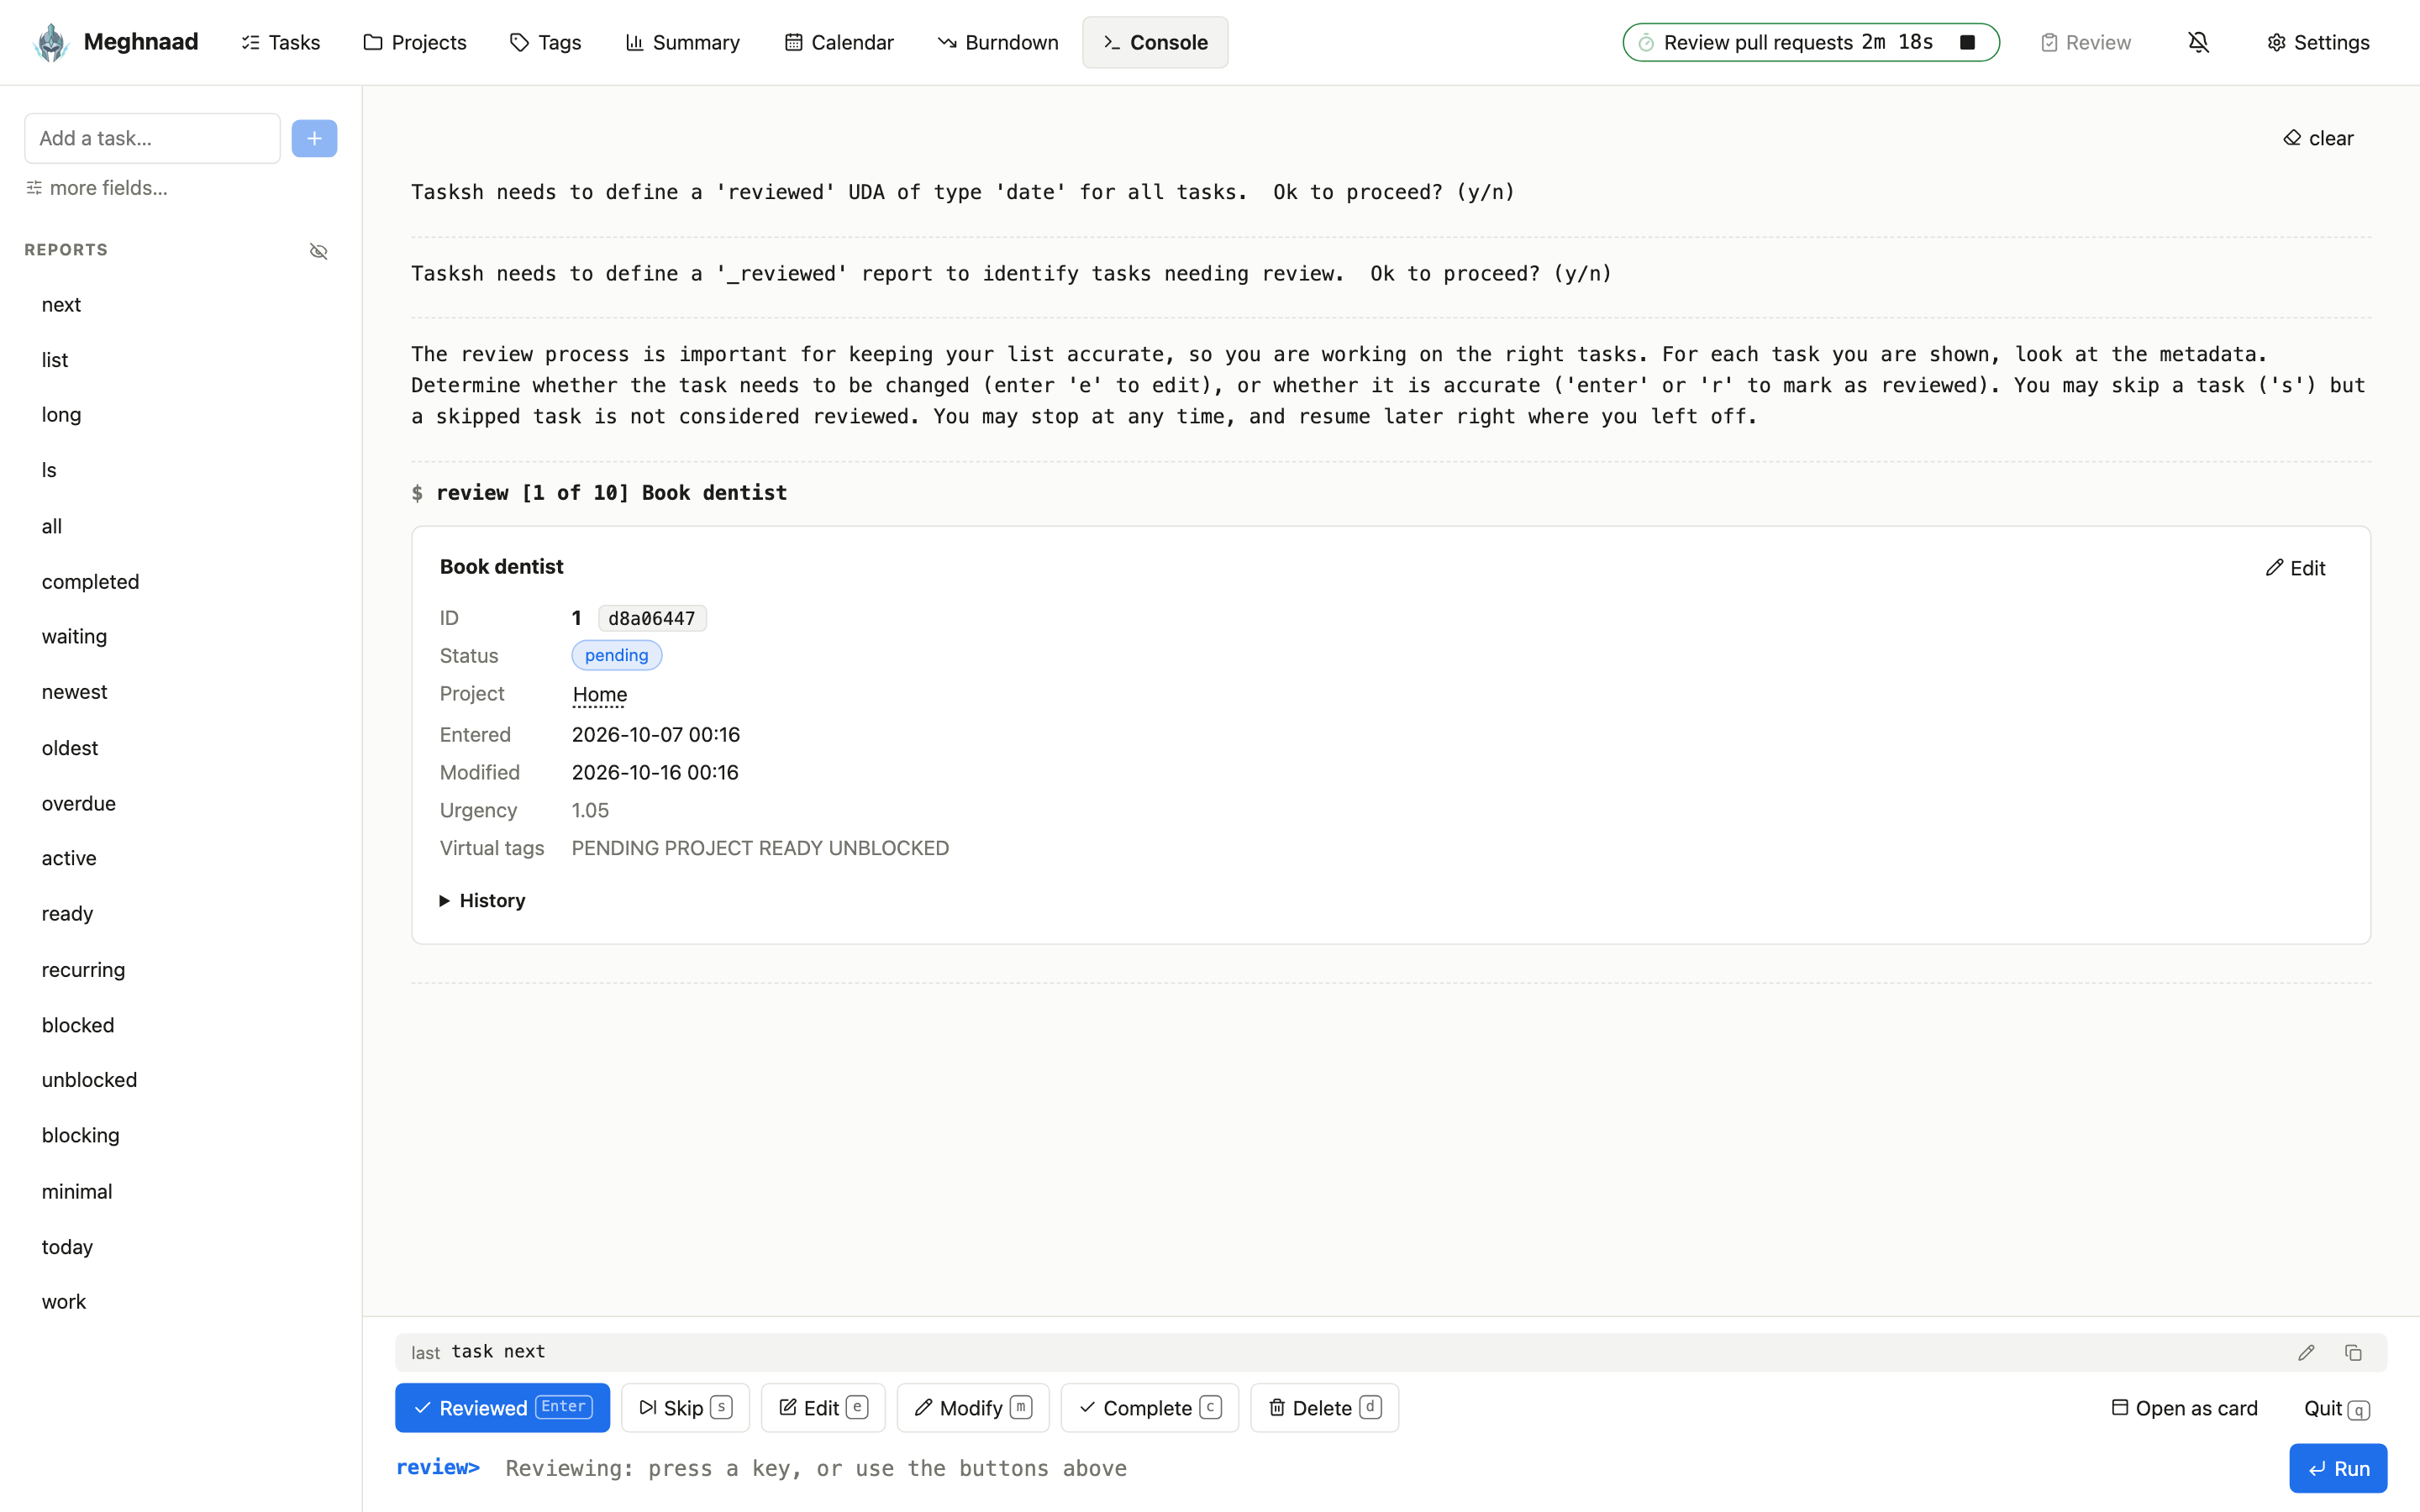 Meghnaad
Tasks
Projects
Tags
Summary
Calendar
Burndown
Console
Review pull requests 2m 18s
Review
Settings
Add a task...
+
more fields...
REPORTS
next
list
long
ls
all
completed
waiting
newest
oldest
overdue
active
ready
recurring
blocked
unblocked
blocking
minimal
today
work
clear
Tasksh needs to define a 'reviewed' UDA of type 'date' for all tasks.  Ok to proceed? (y/n)
Tasksh needs to define a '_reviewed' report to identify tasks needing review.  Ok to proceed? (y/n)
The review process is important for keeping your list accurate, so you are working on the right tasks. For each task you are shown, look at the metadata.
Determine whether the task needs to be changed (enter 'e' to edit), or whether it is accurate ('enter' or 'r' to mark as reviewed). You may skip a task ('s') but
a skipped task is not considered reviewed. You may stop at any time, and resume later right where you left off.
$ review [1 of 10] Book dentist
Book dentist
Edit
ID 1 d8a06447
Status pending
Project Home
Entered 2026-10-07 00:16
Modified 2026-10-16 00:16
Urgency 1.05
Virtual tags PENDING PROJECT READY UNBLOCKED
History
last task next
Reviewed Enter
Skip s
Edit e
Modify m
Complete c
Delete d
Open as card
Quit q
review> Reviewing: press a key, or use the buttons above
Run